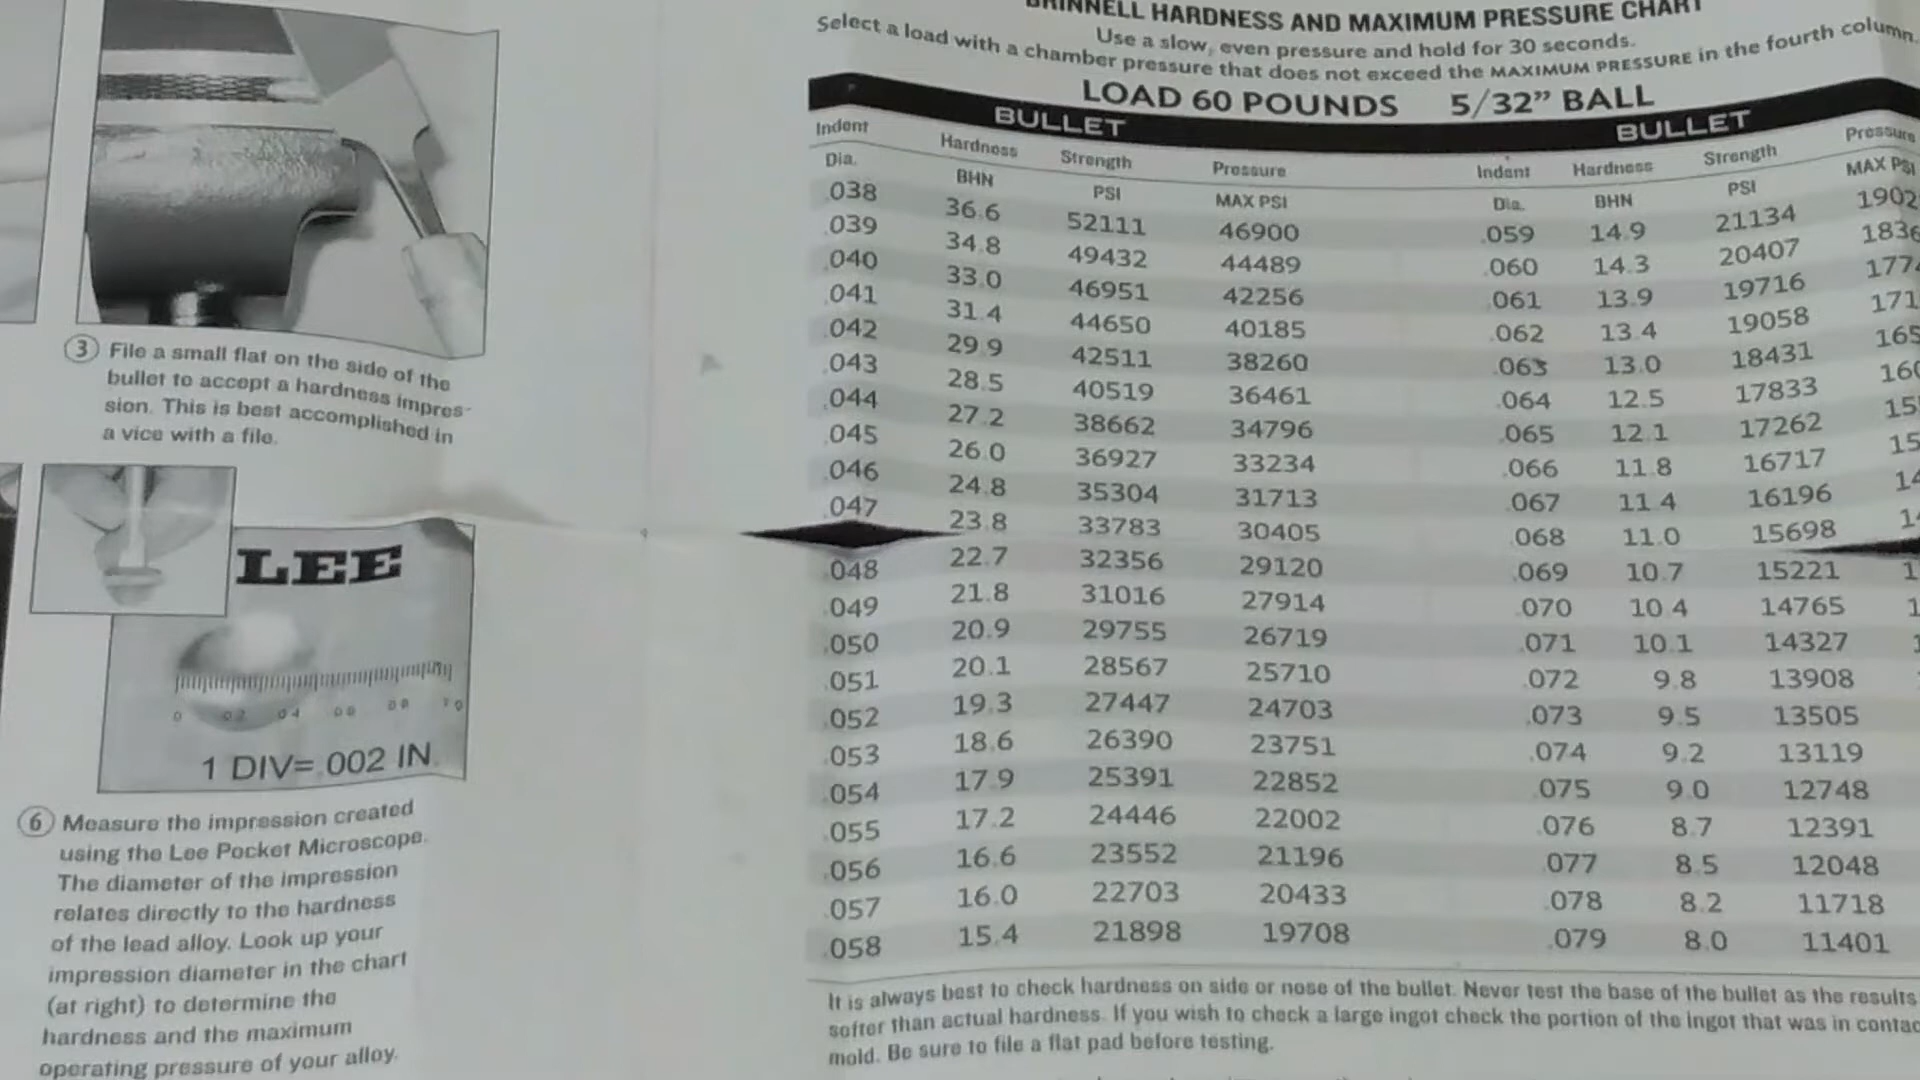 BRINNELL HARDNESS AND MAXIMUM PRESSURE CHART
Use a slow, even pressure and hold for 30 seconds.
Select a load with a chamber pressure that does not exceed the MAXIMUM PRESSURE in the fourth column.
LOAD 60 POUNDS 5/32” BALL
BULLET BULLET
Indent Hardness Strength Pressure Indent Hardness Strength Pressure
Dia. BHN PSI MAX PSI Dia. BHN PSI MAX PSI
.038 36.6 52111 46900 .059 14.9 21134
.039 34.8 49432 44489 .060 14.3 20407
.040 33.0 46951 42256 .061 13.9 19716
.041 31.4 44650 40185 .062 13.4 19058
.042 29.9 42511 38260 .063 13.0 18431
.043 28.5 40519 36461 .064 12.5 17833
.044 27.2 38662 34796 .065 12.1 17262
.045 26.0 36927 33234 .066 11.8 16717
.046 24.8 35304 31713 .067 11.4 16196
.047 23.8 33783 30405 .068 11.0 15698
.048 22.7 32356 29120 .069 10.7 15221
.049 21.8 31016 27914 .070 10.4 14765
.050 20.9 29755 26719 .071 10.1 14327
.051 20.1 28567 25710 .072 9.8 13908
.052 19.3 27447 24703 .073 9.5 13505
.053 18.6 26390 23751 .074 9.2 13119
.054 17.9 25391 22852 .075 9.0 12748
.055 17.2 24446 22002 .076 8.7 12391
.056 16.6 23552 21196 .077 8.5 12048
.057 16.0 22703 20433 .078 8.2 11718
.058 15.4 21898 19708 .079 8.0 11401
It is always best to check hardness on side or nose of the bullet. Never test the base of the bullet as the results
softer than actual hardness. If you wish to check a large ingot check the portion of the ingot that was in
mold. Be sure to file a flat pad before testing.
3 File a small flat on the side of the
bullet to accept a hardness impres-
sion. This is best accomplished in
a vice with a file.
LEE
1 DIV=.002 IN.
6 Measure the impression created
using the Lee Pocket Microscope.
The diameter of the impression
relates directly to the hardness
of the lead alloy. Look up your
impression diameter in the chart
(at right) to determine the
hardness and the maximum
operating pressure of your alloy.